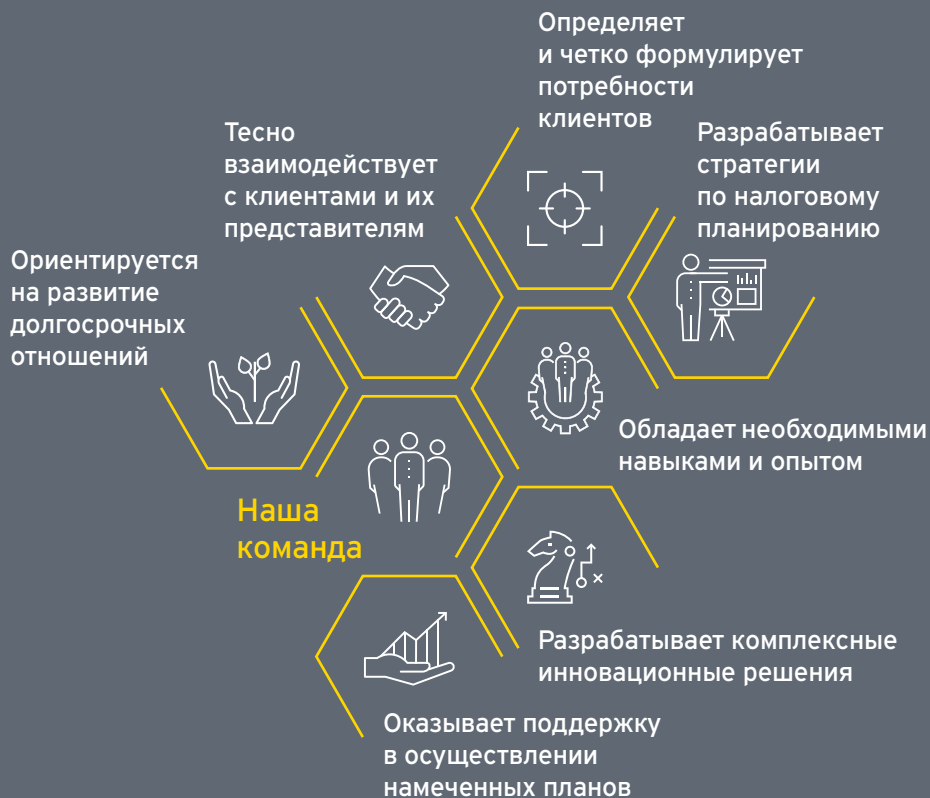 Определяет
и четко формулирует
потребности
клиентов
Тесно
взаимодействует
с клиентами и их
представителям
Разрабатывает
стратегии
по налоговому
планированию
Ориентируется
на развитие
долгосрочных
отношений
Обладает необходимыми
навыками и опытом
Наша
команда
Разрабатывает комплексные
инновационные решения
Оказывает поддержку
в осуществлении
намеченных планов